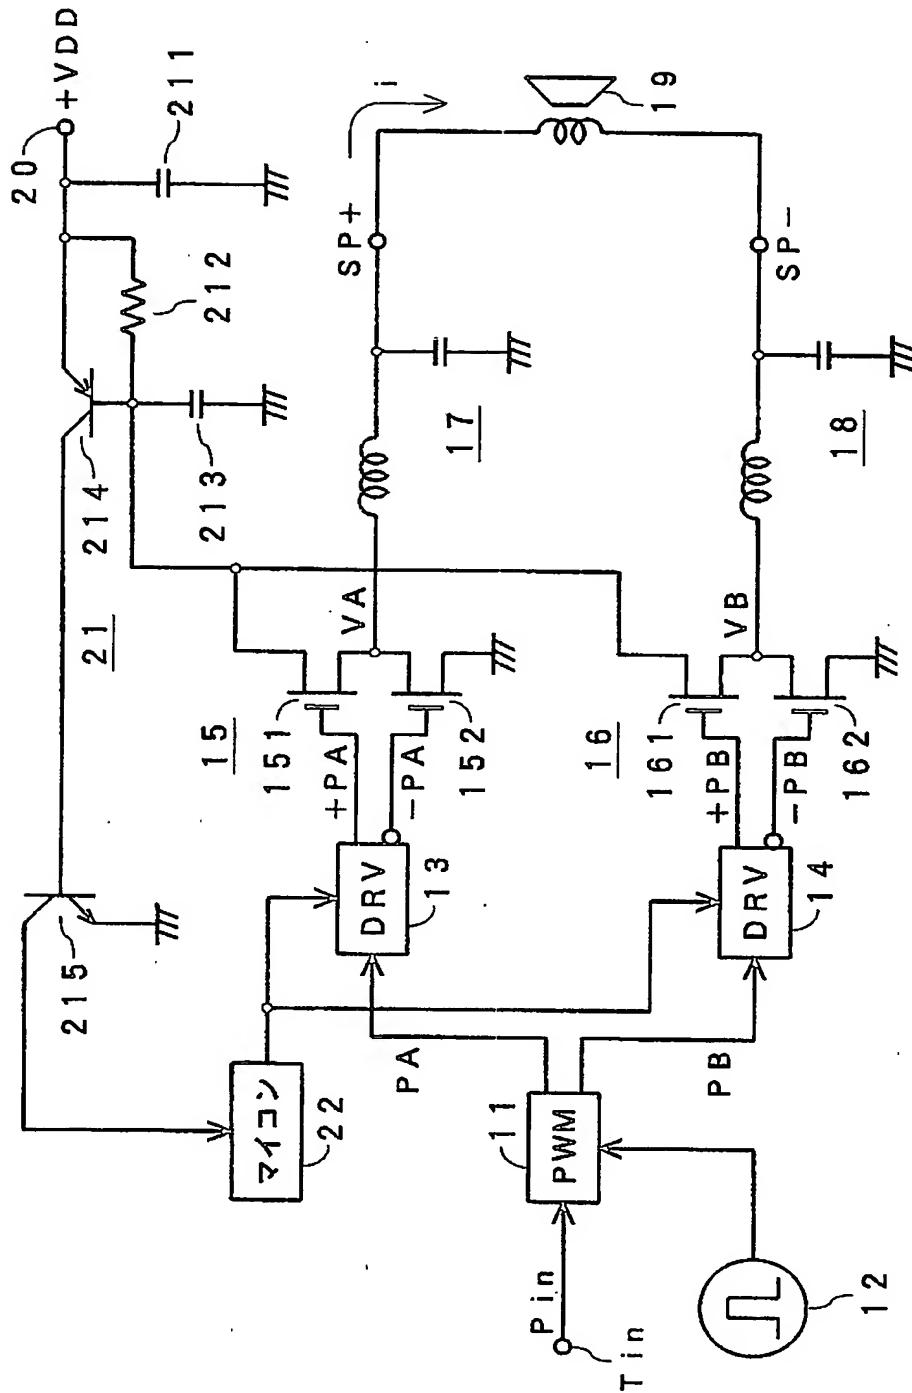 20
+VDD
211
212
213
214
21
215
SP+
i
19
17
VA
15
151
152
+PA
-PA
DRV
13
マイコン
22
PA
SP-
18
VB
16
161
162
+PB
-PB
DRV
14
PB
PWM
11
Pin
Tin
12